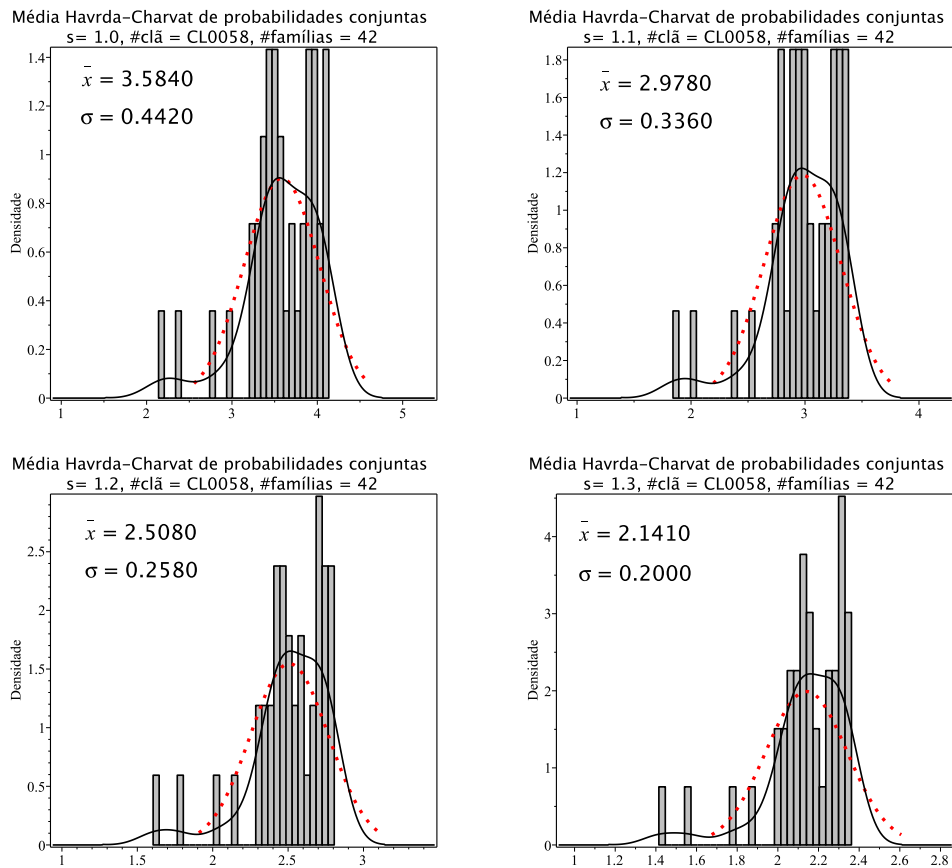 Média Havrda-Charvat de probabilidades conjuntas
s= 1.0, #clã = CL0058, #famílias = 42
x̄ = 3.5840
σ = 0.4420
Densidade
1.4
1.2
1
0.8
0.6
0.4
0.2
0
1 2 3 4 5
Média Havrda-Charvat de probabilidades conjuntas
s= 1.1, #clã = CL0058, #famílias = 42
x̄ = 2.9780
σ = 0.3360
Densidade
1.8
1.6
1.4
1.2
1
0.8
0.6
0.4
0.2
0
1 2 3 4
Média Havrda-Charvat de probabilidades conjuntas
s= 1.2, #clã = CL0058, #famílias = 42
x̄ = 2.5080
σ = 0.2580
Densidade
2.5
2
1.5
1
0.5
0
1 1.5 2 2.5 3
Média Havrda-Charvat de probabilidades conjuntas
s= 1.3, #clã = CL0058, #famílias = 42
x̄ = 2.1410
σ = 0.2000
Densidade
4
3
2
1
0
1 1.2 1.4 1.6 1.8 2.0 2.2 2.4 2.6 2.8